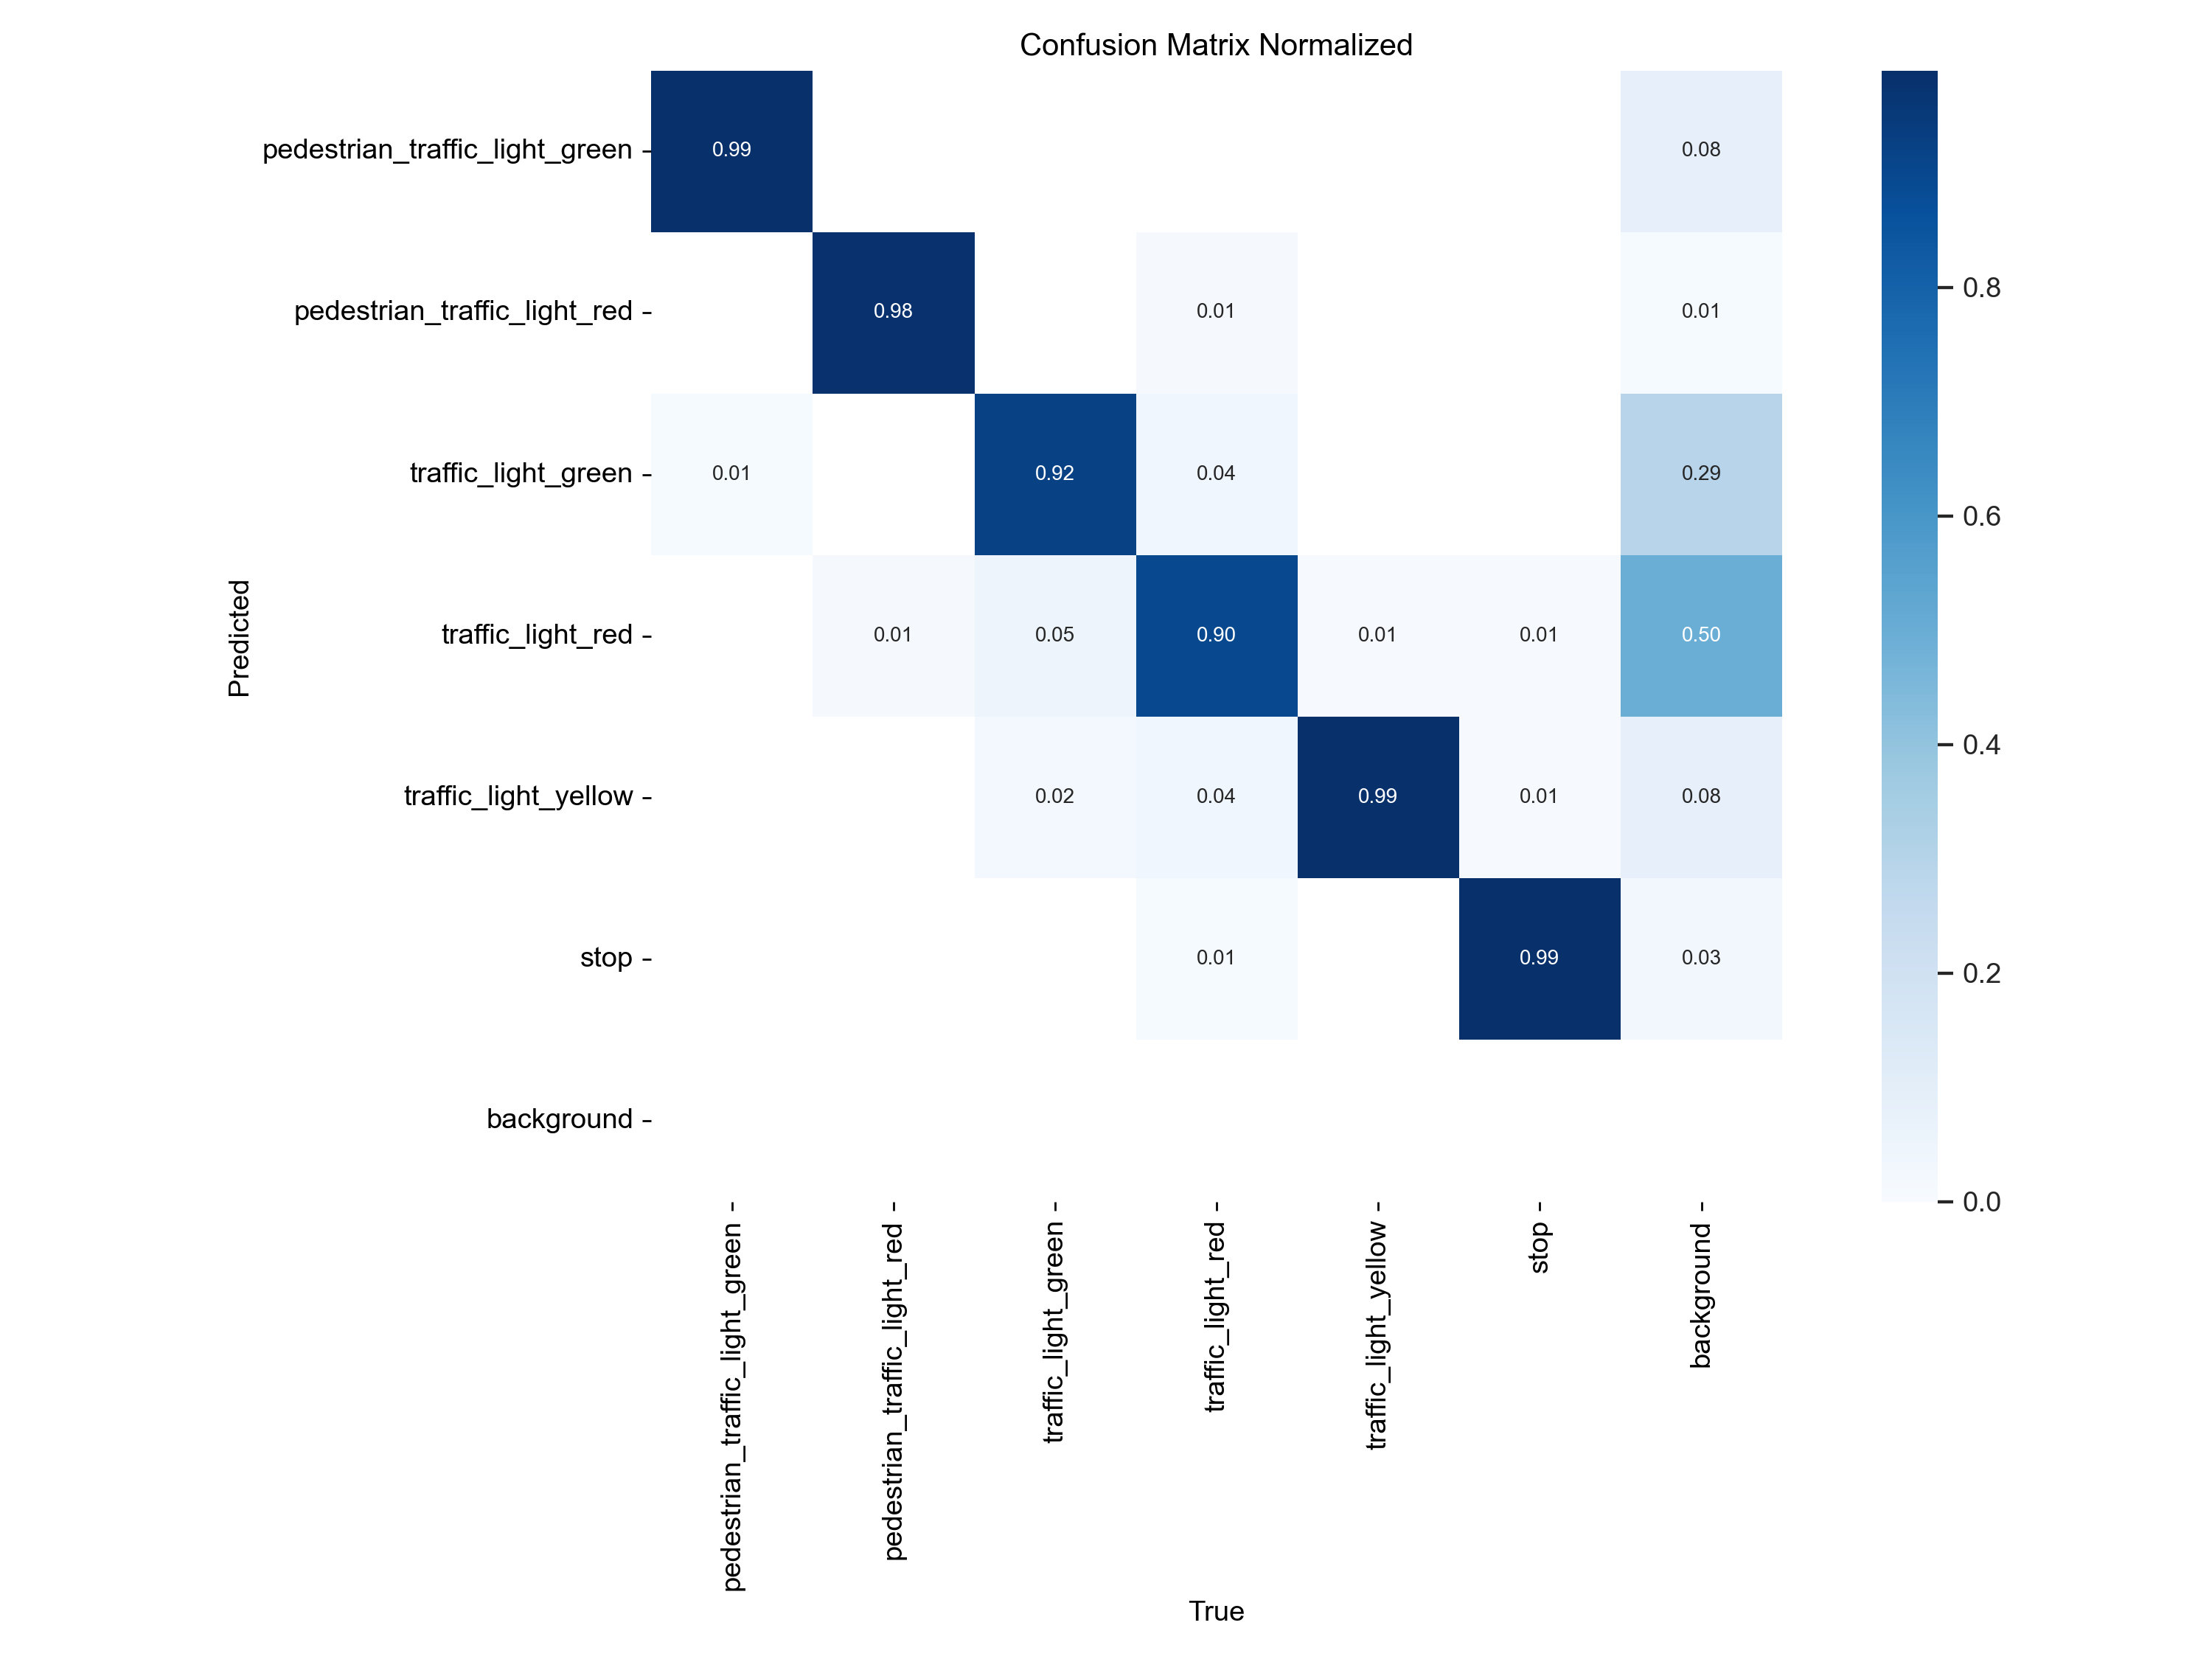 Confusion Matrix Normalized
pedestrian_traffic_light_green
0.99
0.08
pedestrian_traffic_light_red
0.98
0.01
0.01
traffic_light_green
0.01
0.92
0.04
0.29
traffic_light_red
0.01
0.05
0.90
0.01
0.01
0.50
traffic_light_yellow
0.02
0.04
0.99
0.01
0.08
stop
0.01
0.99
0.03
background
Predicted
0.8
0.6
0.4
0.2
0.0
pedestrian_traffic_light_green
pedestrian_traffic_light_red
traffic_light_green
traffic_light_red
traffic_light_yellow
stop
background
True